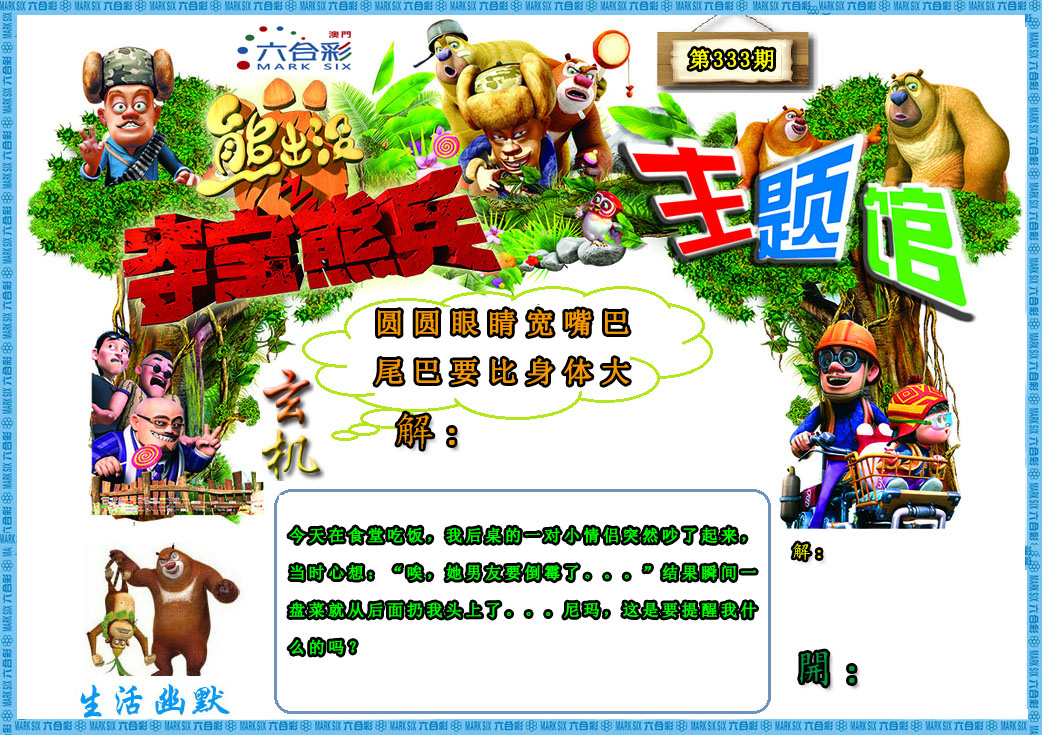 澳門
六合彩
MARK SIX
第333期
熊出没
之
夺宝熊兵
主题馆
圆圆眼睛宽嘴巴
尾巴要比身体大
玄机
解：
今天在食堂吃饭，我后桌的一对小情侣突然吵了起来，
当时心想：“唉，她男友要倒霉了。。。”结果瞬间一
盘菜就从后面扔我头上了。。。尼玛，这是要提醒我什
么的吗？
解：
開：
生活幽默